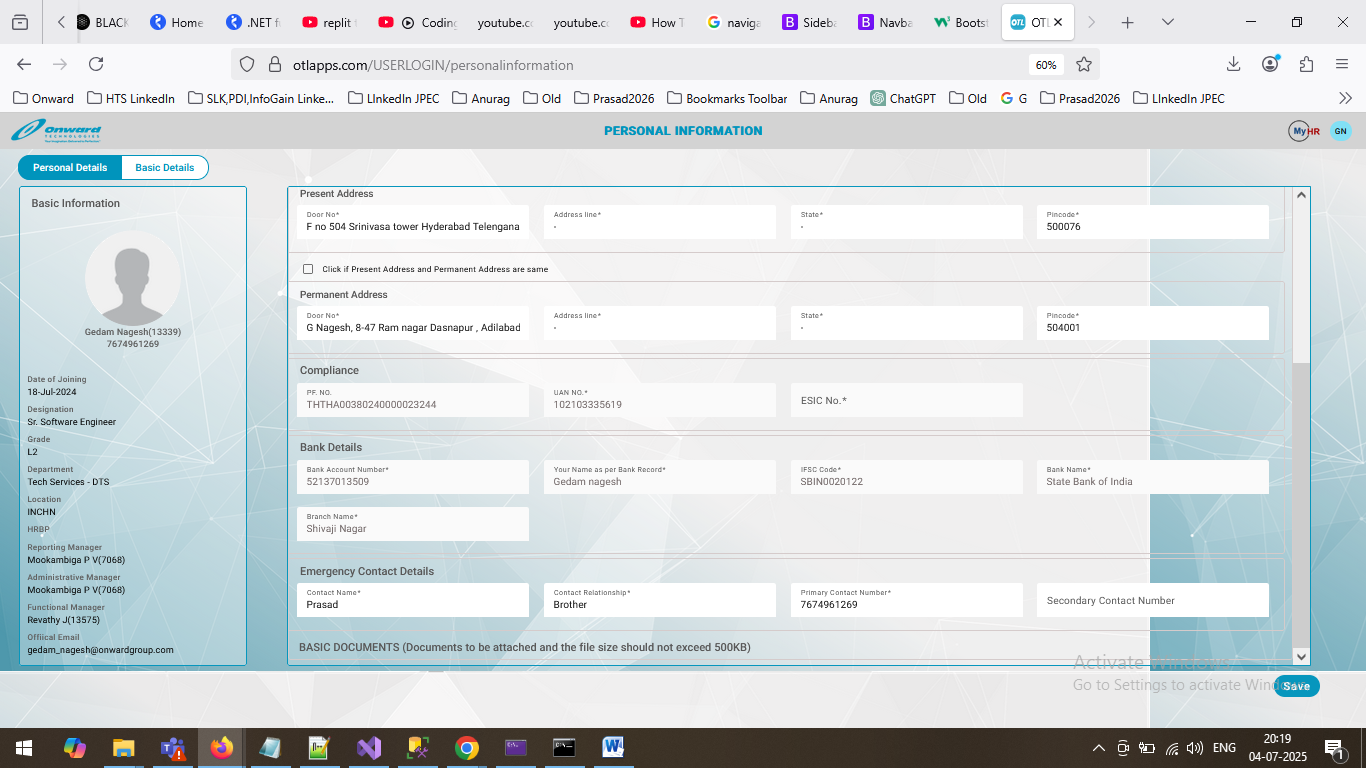 BLACK
Home
.NET f
replit
Coding
youtube.co
youtube.co
How T
naviga
Sideba
Navba
Bootst
OTL
otlapps.com/USERLOGIN/personalinformation
60%
Onward
HTS LinkedIn
SLK,PDI,InfoGain Linke...
LInkedIn JPEC
Anurag
Old
Prasad2026
Bookmarks Toolbar
Anurag
ChatGPT
Old
G
Prasad2026
LInkedIn JPEC
Onward
TECHNOLOGIES
PERSONAL INFORMATION
MyHR
GN
Personal Details
Basic Details
Basic Information
Gedam Nagesh(13339)
7674961269
Date of Joining
18-Jul-2024
Designation
Sr. Software Engineer
Grade
L2
Department
Tech Services - DTS
Location
INCHN
HRBP
Reporting Manager
Mookambiga P V(7068)
Administrative Manager
Mookambiga P V(7068)
Functional Manager
Revathy J(13575)
Offiical Email
gedam_nagesh@onwardgroup.com
Present Address
Door No*
F no 504 Srinivasa tower Hyderabad Telengana
Address line*
-
State*
-
Pincode*
500076
Click if Present Address and Permanent Address are same
Permanent Address
Door No*
G Nagesh, 8-47 Ram nagar Dasnapur , Adilabad
Address line*
-
State*
-
Pincode*
504001
Compliance
PF. NO.
THTHA00380240000023244
UAN NO.*
102103335619
ESIC No.*
Bank Details
Bank Account Number*
52137013509
Your Name as per Bank Record*
Gedam nagesh
IFSC Code*
SBIN0020122
Bank Name*
State Bank of India
Branch Name*
Shivaji Nagar
Emergency Contact Details
Contact Name*
Prasad
Contact Relationship*
Brother
Primary Contact Number*
7674961269
Secondary Contact Number
BASIC DOCUMENTS (Documents to be attached and the file size should not exceed 500KB)
Activate Windows
Go to Settings to activate Windows.
Save
ENG
20:19
04-07-2025
1